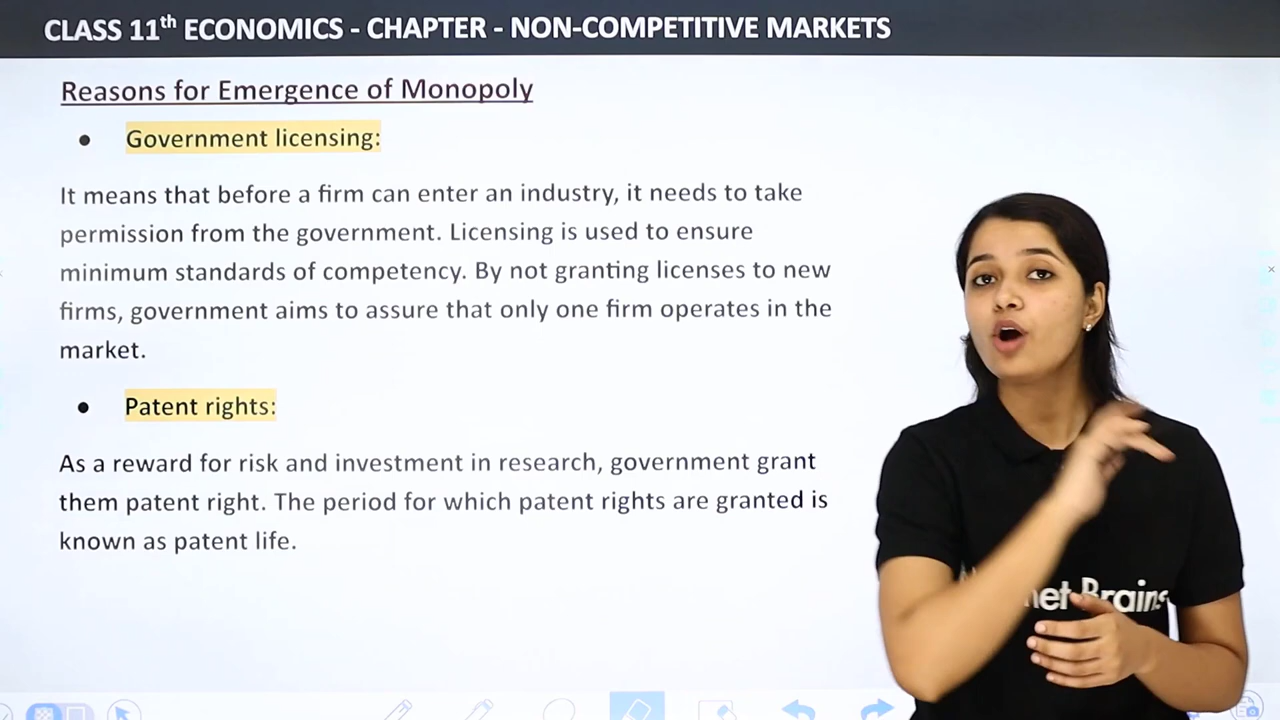 CLASS 11th ECONOMICS - CHAPTER - NON-COMPETITIVE MARKETS
Reasons for Emergence of Monopoly
● Government licensing:
It means that before a firm can enter an industry, it needs to take
permission from the government. Licensing is used to ensure
minimum standards of competency. By not granting licenses to new
firms, government aims to assure that only one firm operates in the
market.
● Patent rights:
As a reward for risk and investment in research, government grant
them patent right. The period for which patent rights are granted is
known as patent life.
net Brains